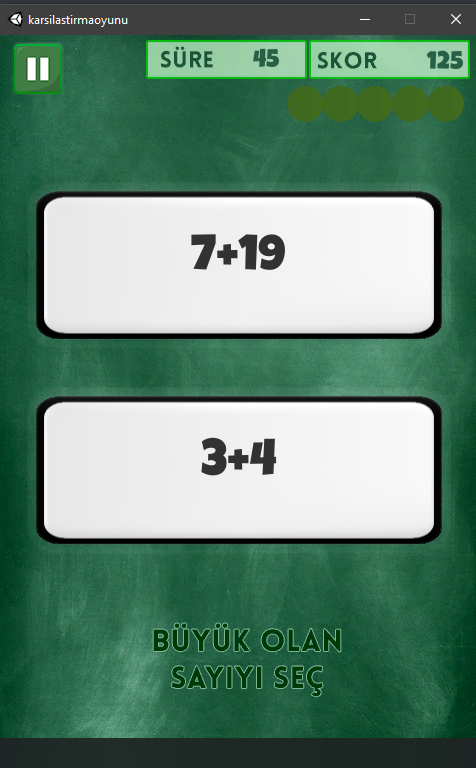 karsilastirmaoyunu
SÜRE 45
SKOR 125
7+19
3+4
BÜYÜK OLAN
SAYIYI SEÇ